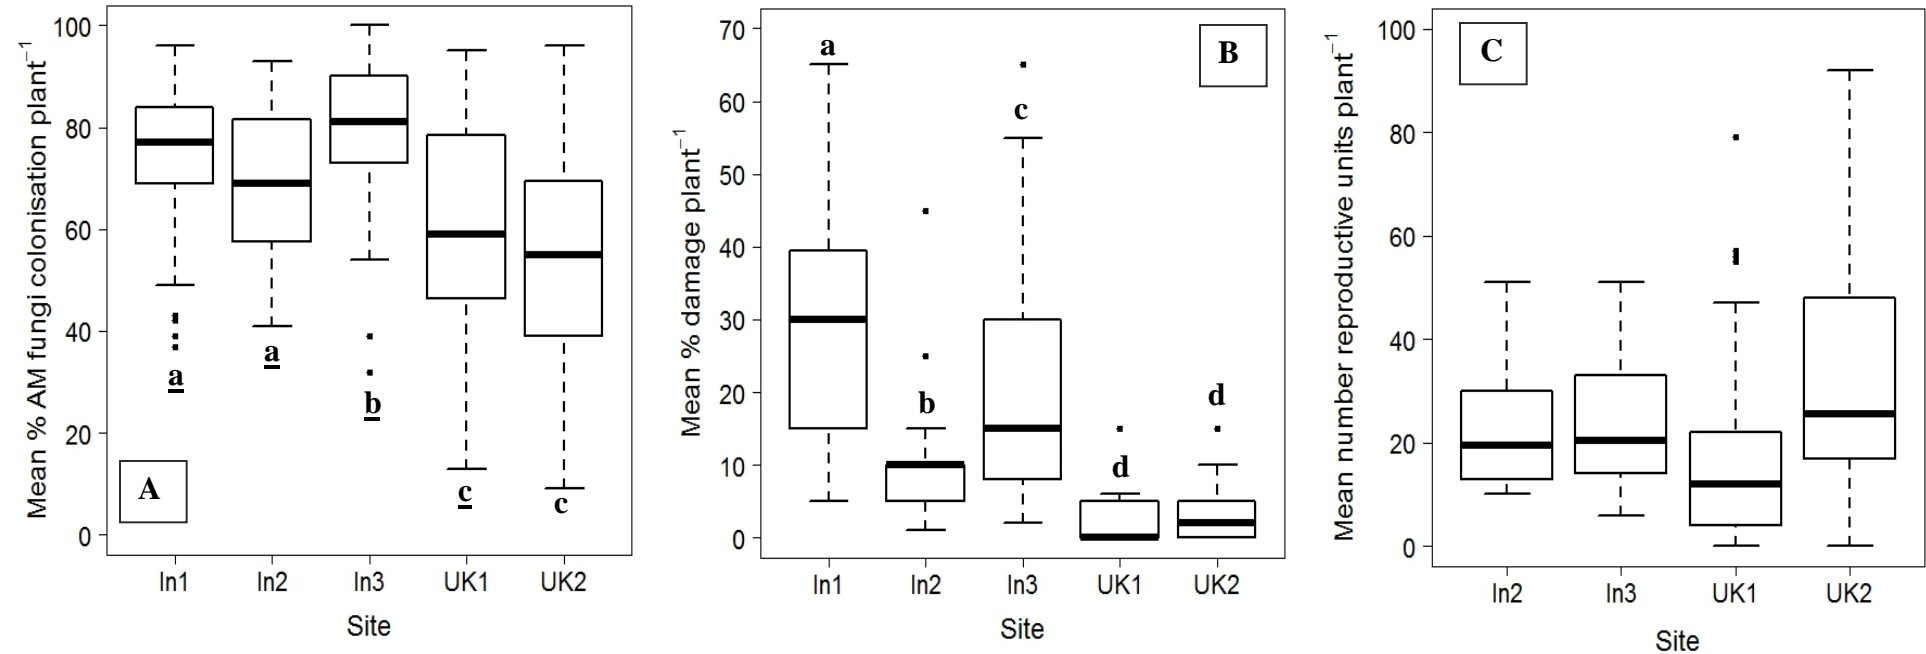 Mean % AM fungi colonisation plant⁻¹
100
80
60
40
20
0
a
a
b
c
c
A
In1 In2 In3 UK1 UK2
Site
Mean % damage plant⁻¹
70
60
50
40
30
20
10
0
a
b
c
d
d
B
In1 In2 In3 UK1 UK2
Site
Mean number reproductive units plant⁻¹
100
80
60
40
20
0
C
In2 In3 UK1 UK2
Site